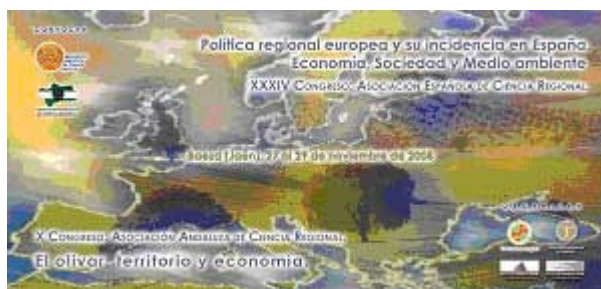 Política regional europea y su incidencia en España
Economía, Sociedad y Medio ambiente
XXXIV Congreso. Asociación Española de Ciencia Regional
Baeza (Jaén), 27 al 29 de noviembre de 2008
X Congreso. Asociación Andaluza de Ciencia Regional
El olivar: territorio y economía.